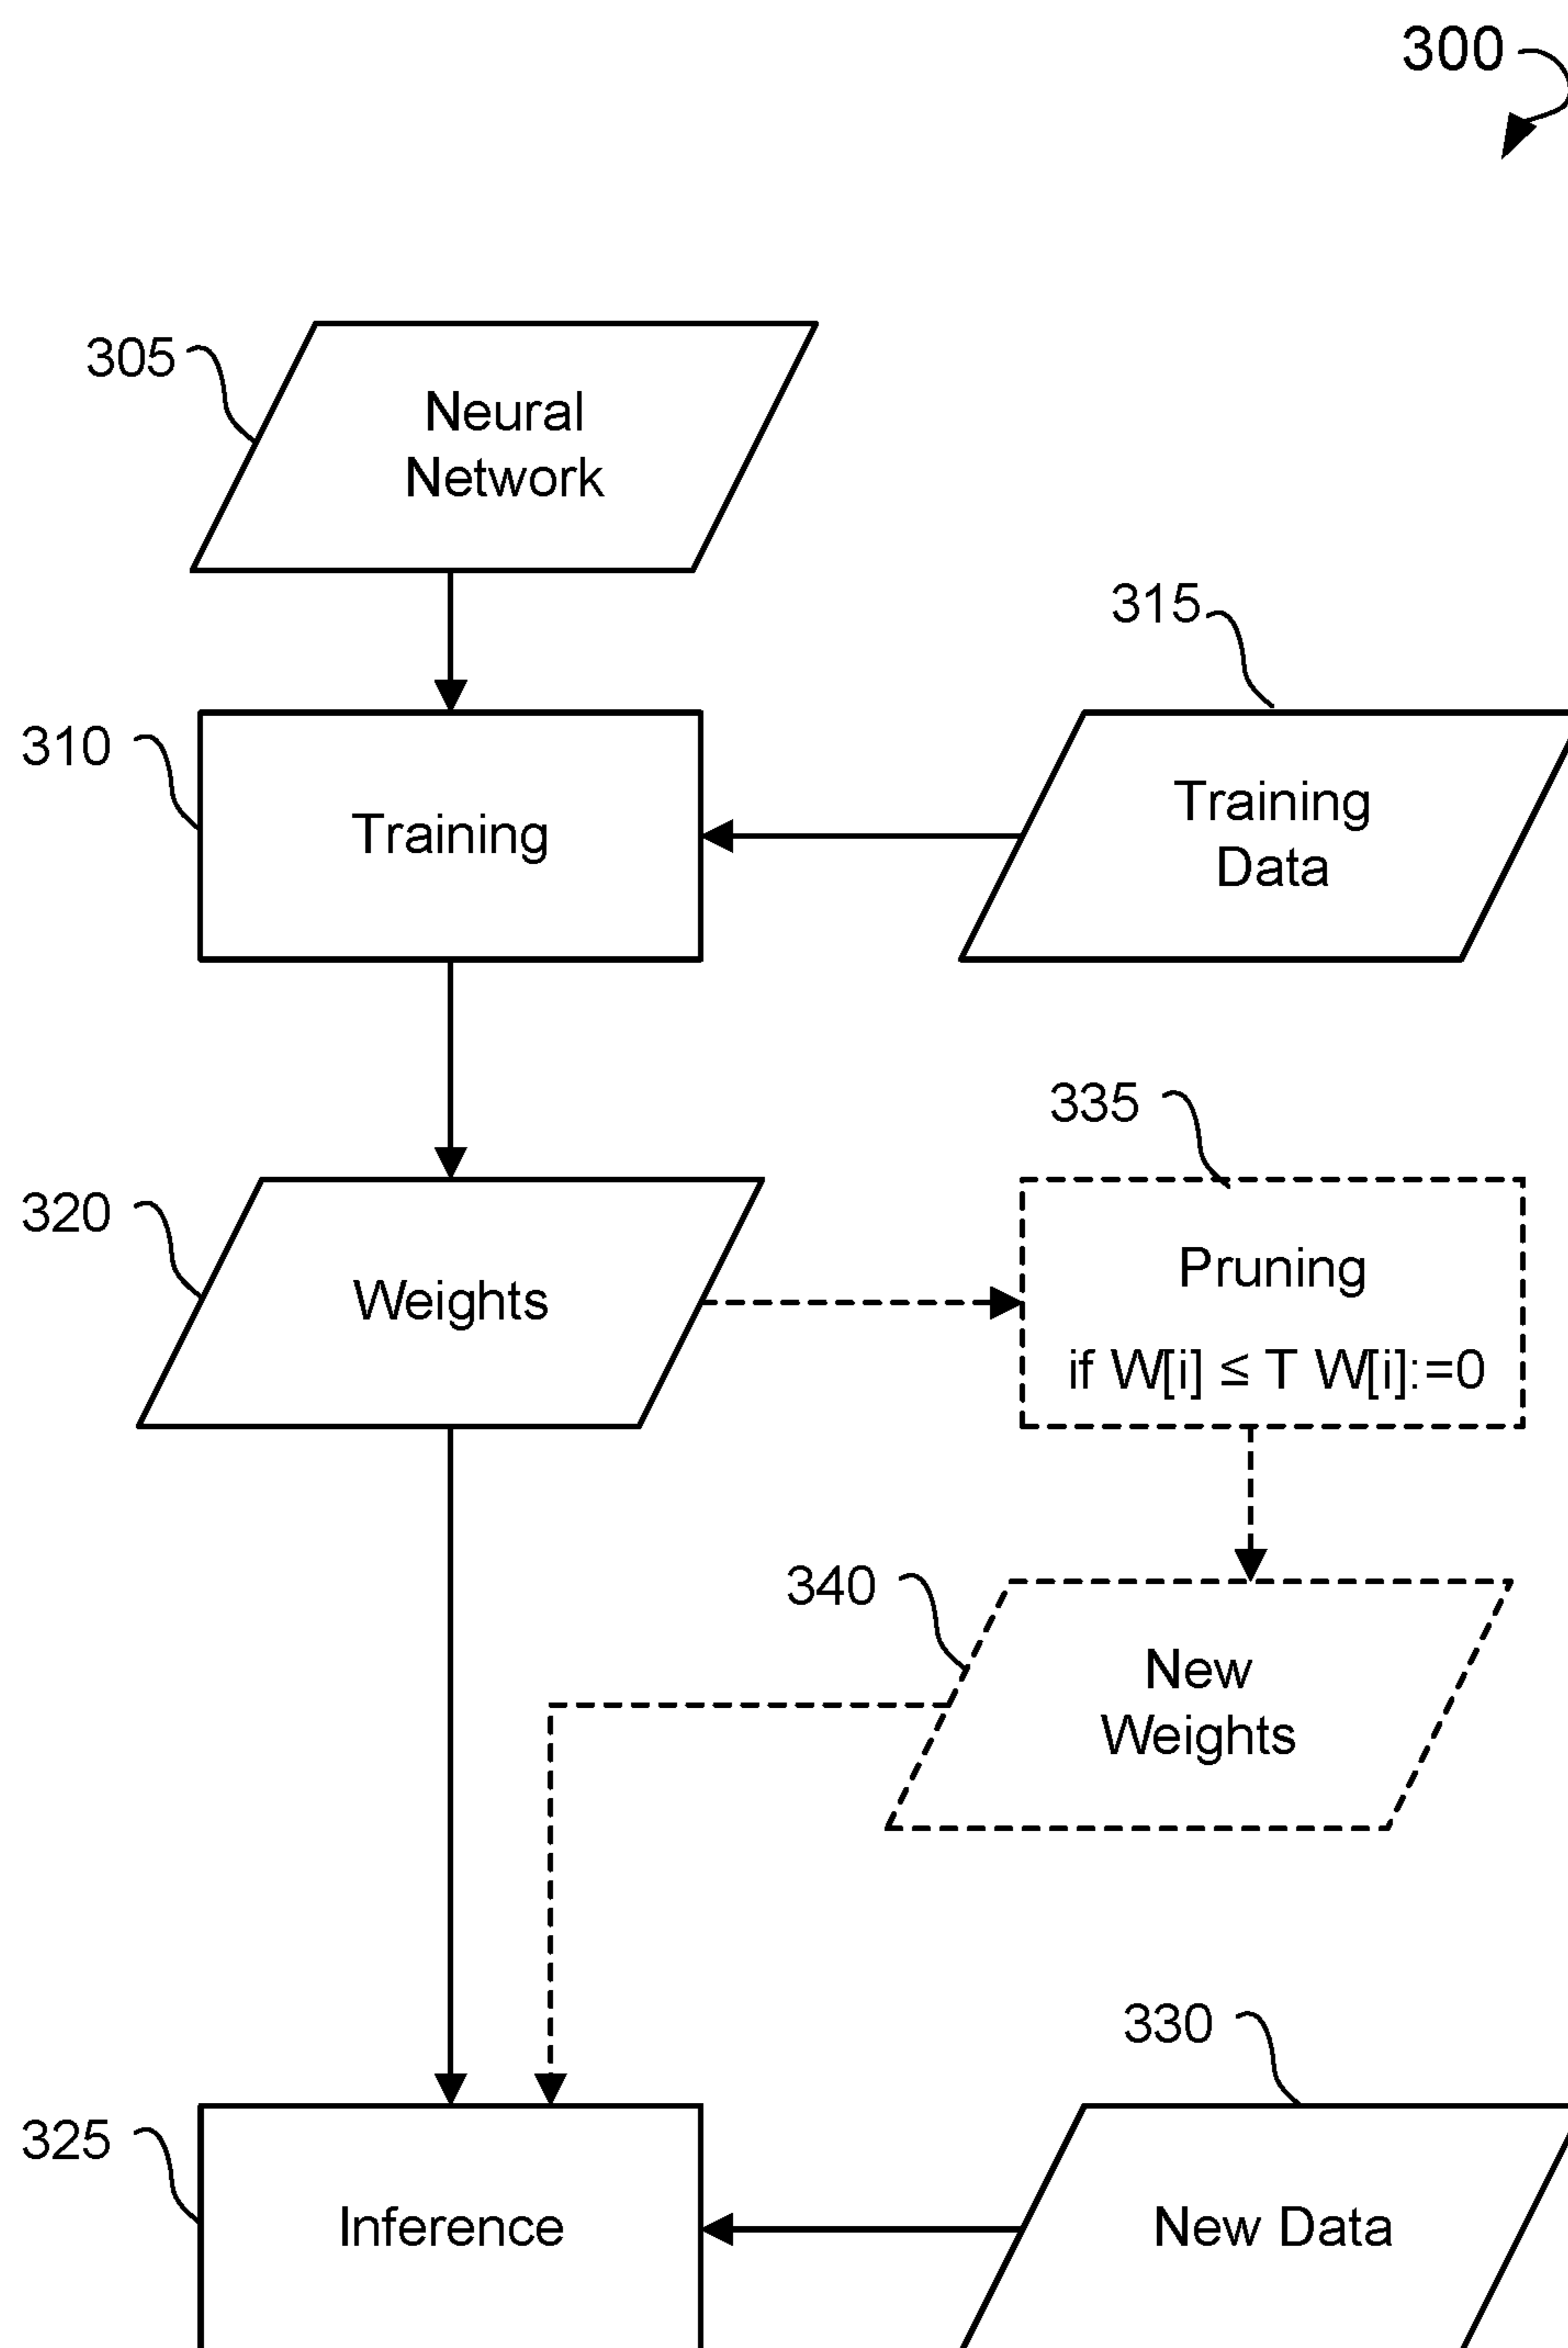 300
305
Neural
Network
315
310
Training
Training
Data
335
320
Weights
Pruning
if W[i] ≤ T W[i]:=0
340
New
Weights
330
325
Inference
New Data